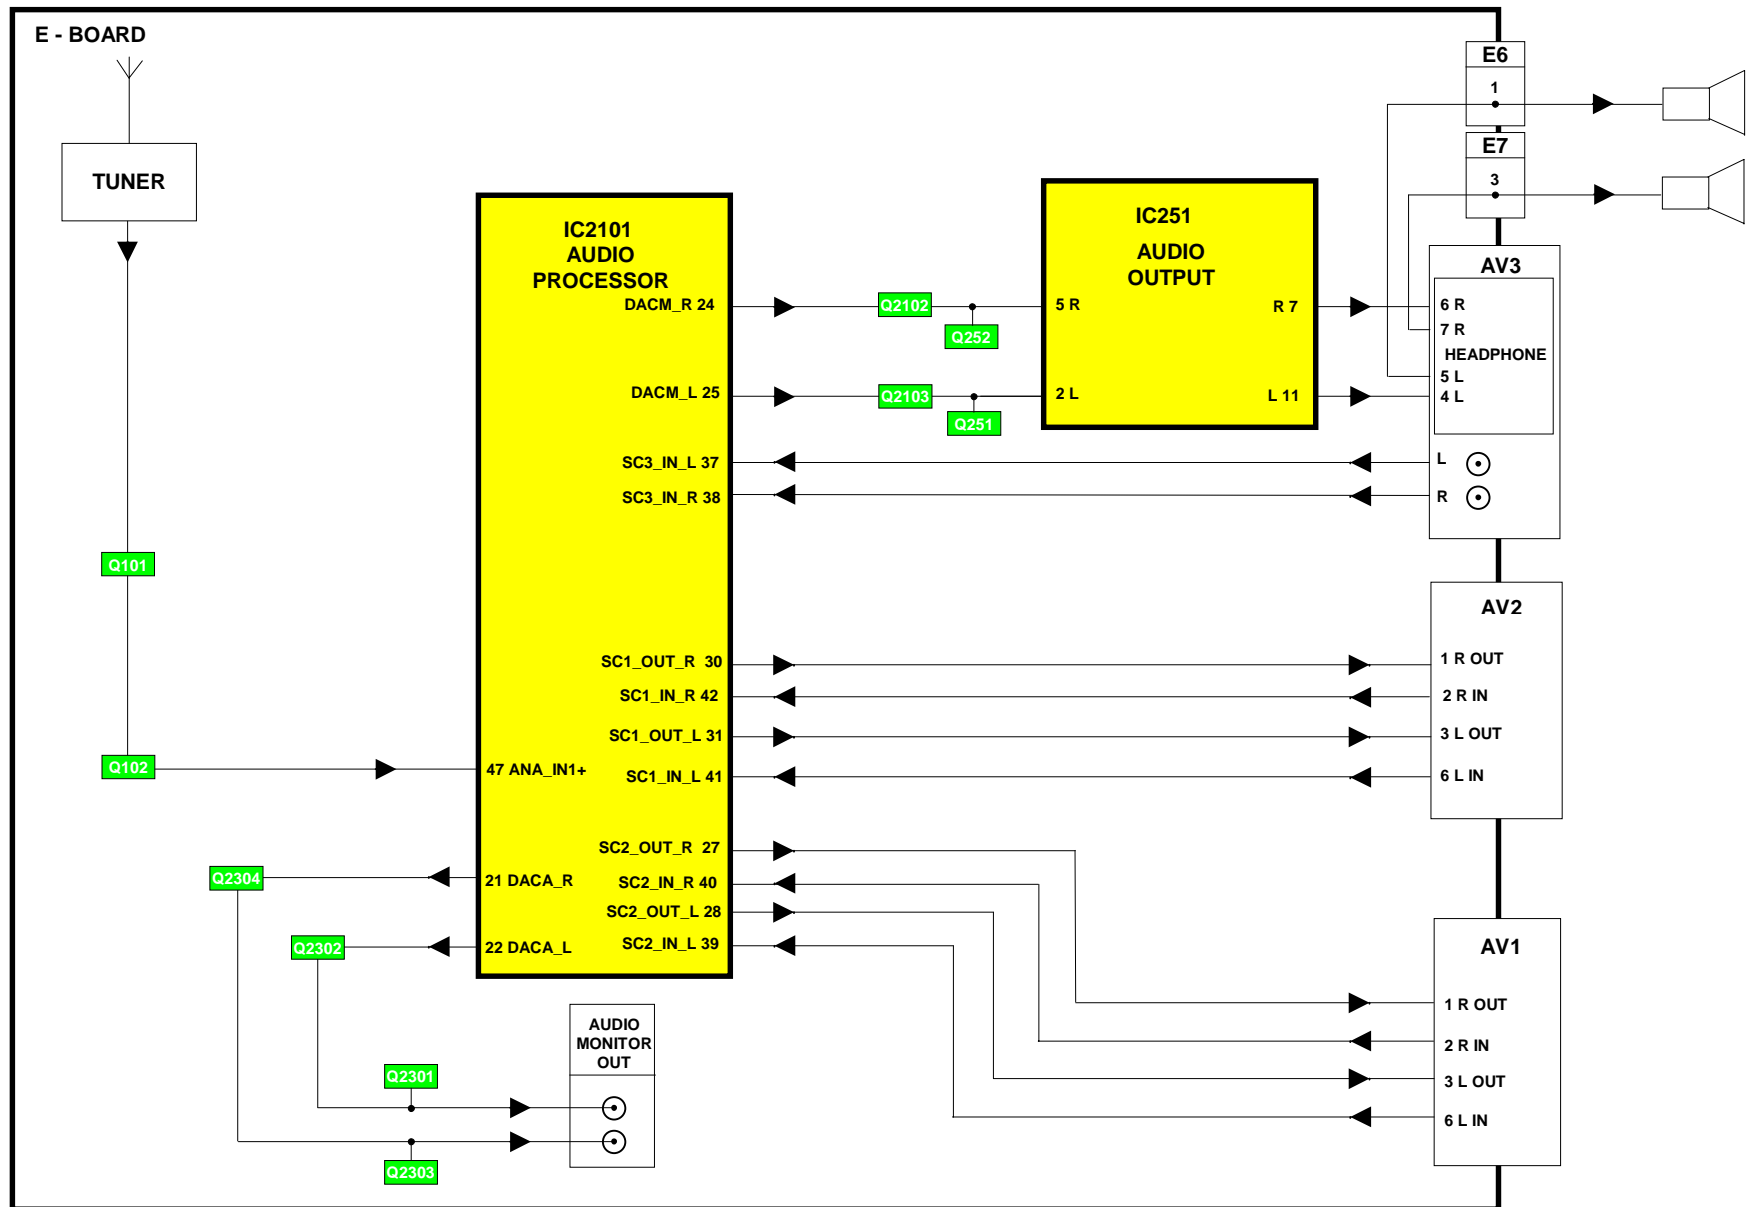 E - BOARD
TUNER
Q101
Q102
IC2101
AUDIO
PROCESSOR
DACM_R 24
DACM_L 25
SC3_IN_L 37
SC3_IN_R 38
SC1_OUT_R 30
SC1_IN_R 42
SC1_OUT_L 31
47 ANA_IN1+
SC1_IN_L 41
SC2_OUT_R 27
21 DACA_R
SC2_IN_R 40
SC2_OUT_L 28
22 DACA_L
SC2_IN_L 39
Q2304
Q2302
Q2301
Q2303
AUDIO
MONITOR
OUT
Q2102
Q252
Q2103
Q251
IC251
AUDIO
OUTPUT
5 R
R 7
2 L
L 11
E6
1
E7
3
AV3
6 R
7 R
HEADPHONE
5 L
4 L
L
R
AV2
1 R OUT
2 R IN
3 L OUT
6 L IN
AV1
1 R OUT
2 R IN
3 L OUT
6 L IN